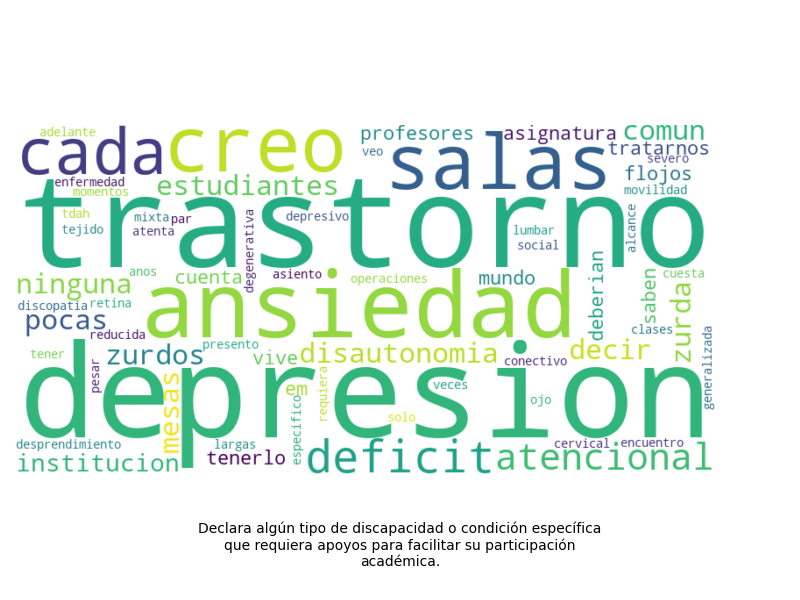 adelante
cada
creo
veo
profesores
salas
asignatura
comun
tratarnos
severo
enfermedad
momentos
estudiantes
flojos
movilidad
trastorno
tdah
tejido
mixta
atenta
par
degenerativa
depresivo
lumbar
social
alcance
ninguna
anos
cuenta
asiento
operaciones
mundo
deberian
saben
zurda
cuesta
discopatia
retina
pocas
reducida
ansiedad
clases
generalizada
tener
pesar
zurdos
presento
vive
disautonomia
conectivo
decir
depresion
mesas
em
especifico
requiera
veces
solo
ojo
desprendimiento
institucion
largas
tenerlo
deficit
cervical
encuentro
atencional
Declara algún tipo de discapacidad o condición específica
que requiera apoyos para facilitar su participación
académica.